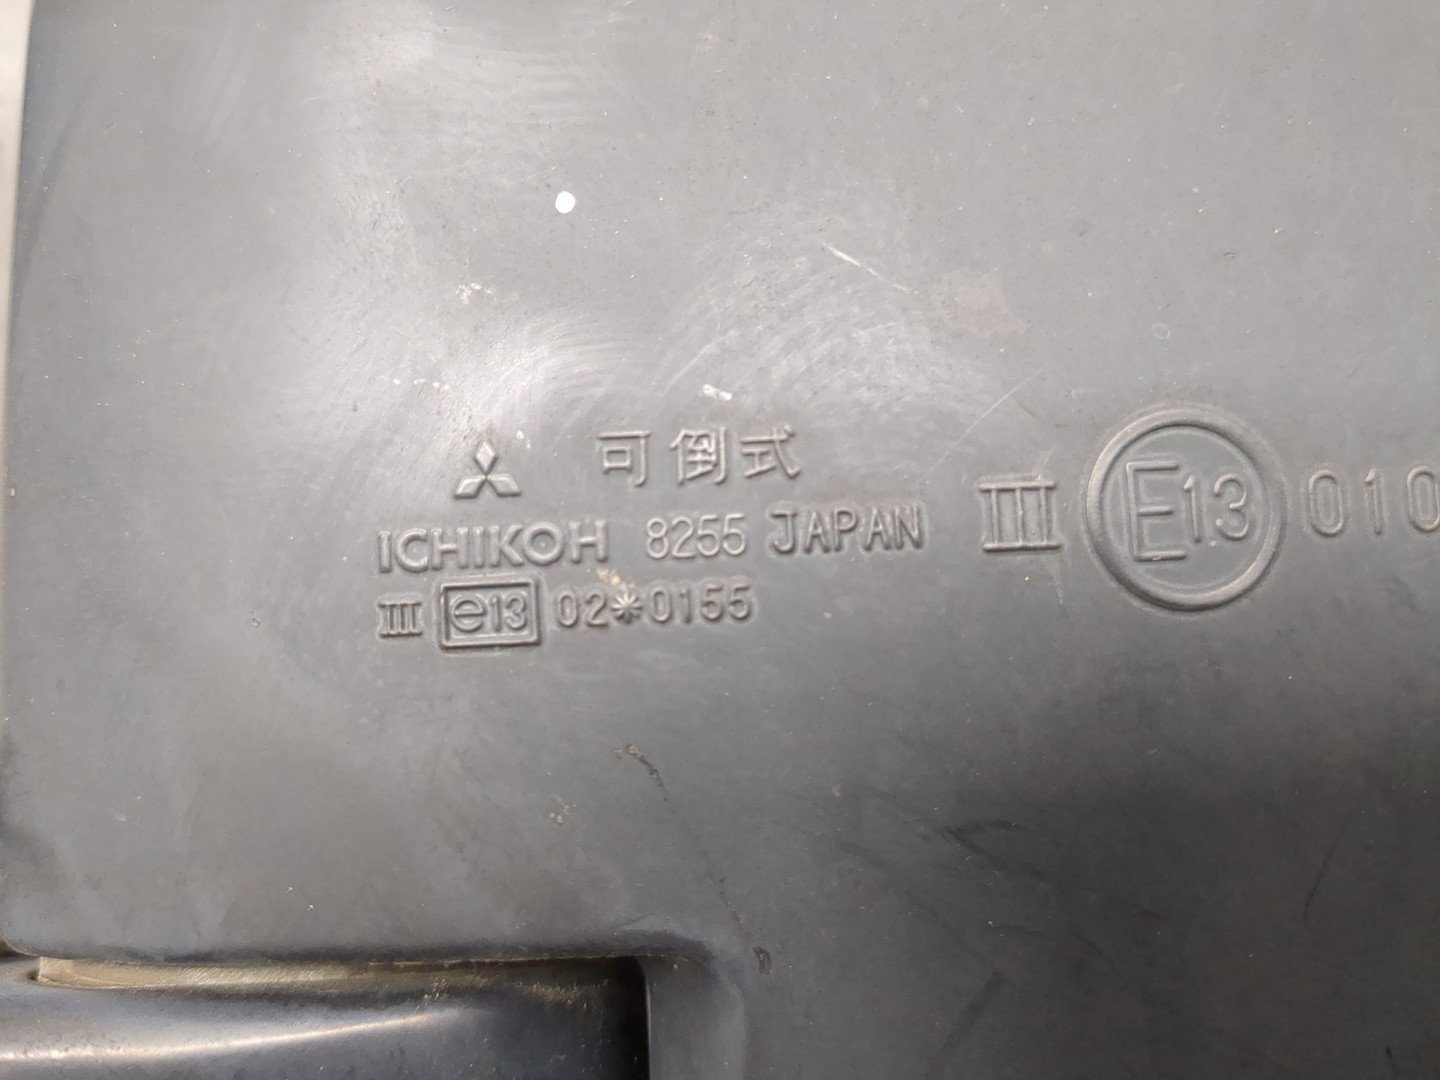 可倒式
ICHIKOH 8255 JAPAN
III e13 02*0155
III E13 010